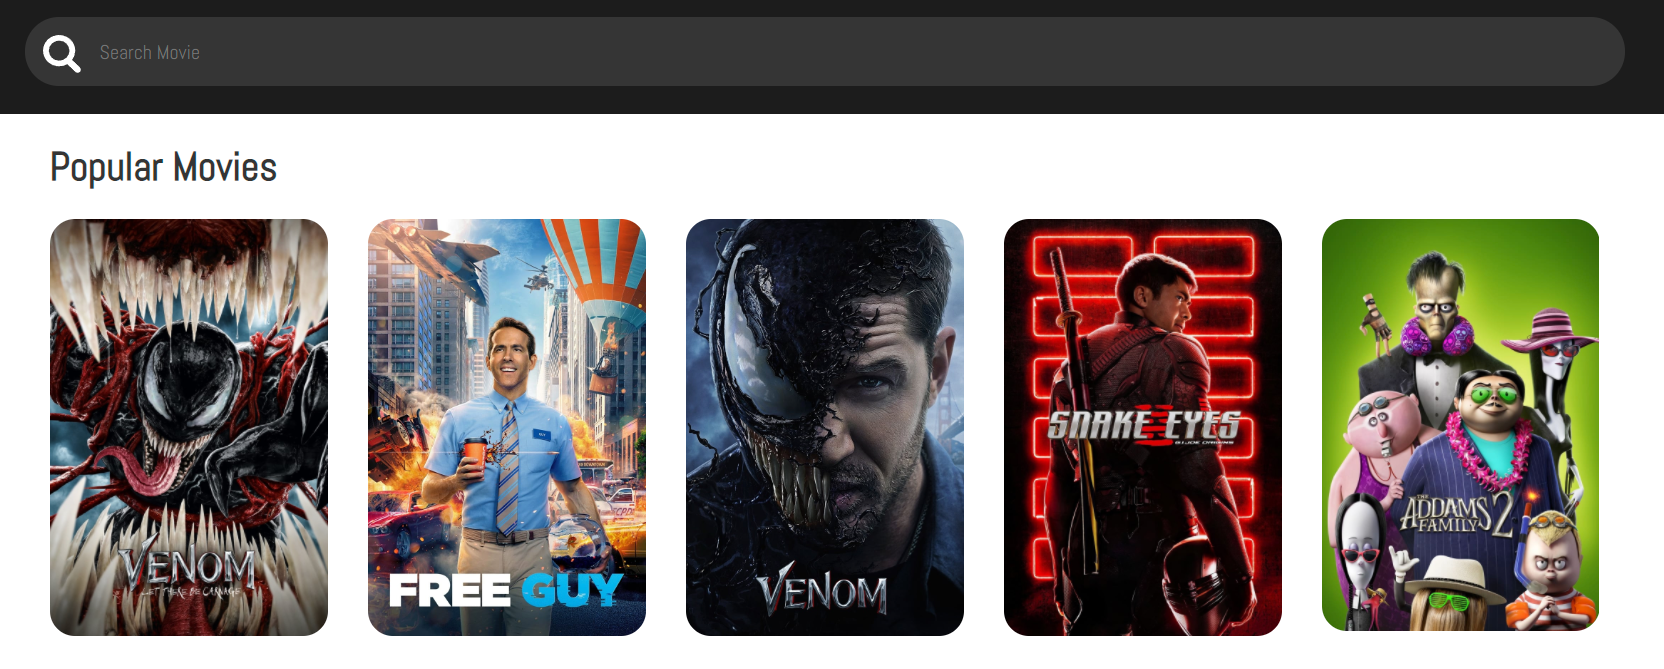 Search Movie
Popular Movies
VENOM
LET THERE BE CARNAGE
FREE GUY
VENOM
SNAKE EYES
G.I. JOE ORIGINS
THE
ADDAMS
FAMILY 2